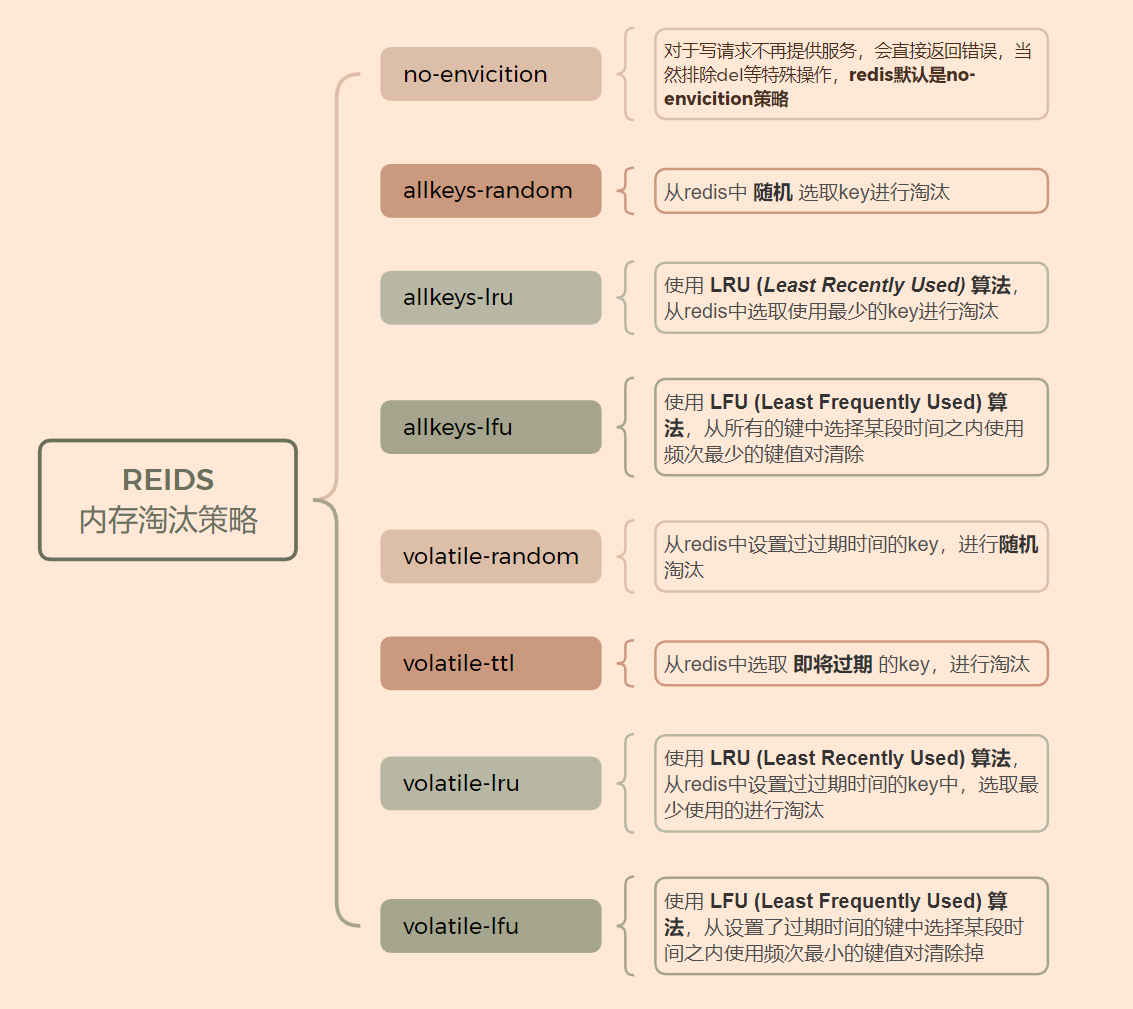 no-envicition
对于写请求不再提供服务，会直接返回错误，当
然排除del等特殊操作，redis默认是no-
envicition策略
allkeys-random
从redis中 随机 选取key进行淘汰
allkeys-lru
使用 LRU (Least Recently Used) 算法，
从redis中选取使用最少的key进行淘汰
allkeys-lfu
使用 LFU (Least Frequently Used) 算
法，从所有的键中选择某段时间之内使用
频次最少的键值对清除
REIDS
内存淘汰策略
volatile-random
从redis中设置过过期时间的key，进行随机
淘汰
volatile-ttl
从redis中选取 即将过期 的key，进行淘汰
volatile-lru
使用 LRU (Least Recently Used) 算法，
从redis中设置过过期时间的key中，选取最
少使用的进行淘汰
volatile-lfu
使用 LFU (Least Frequently Used) 算
法，从设置了过期时间的键中选择某段时
间之内使用频次最小的键值对清除掉